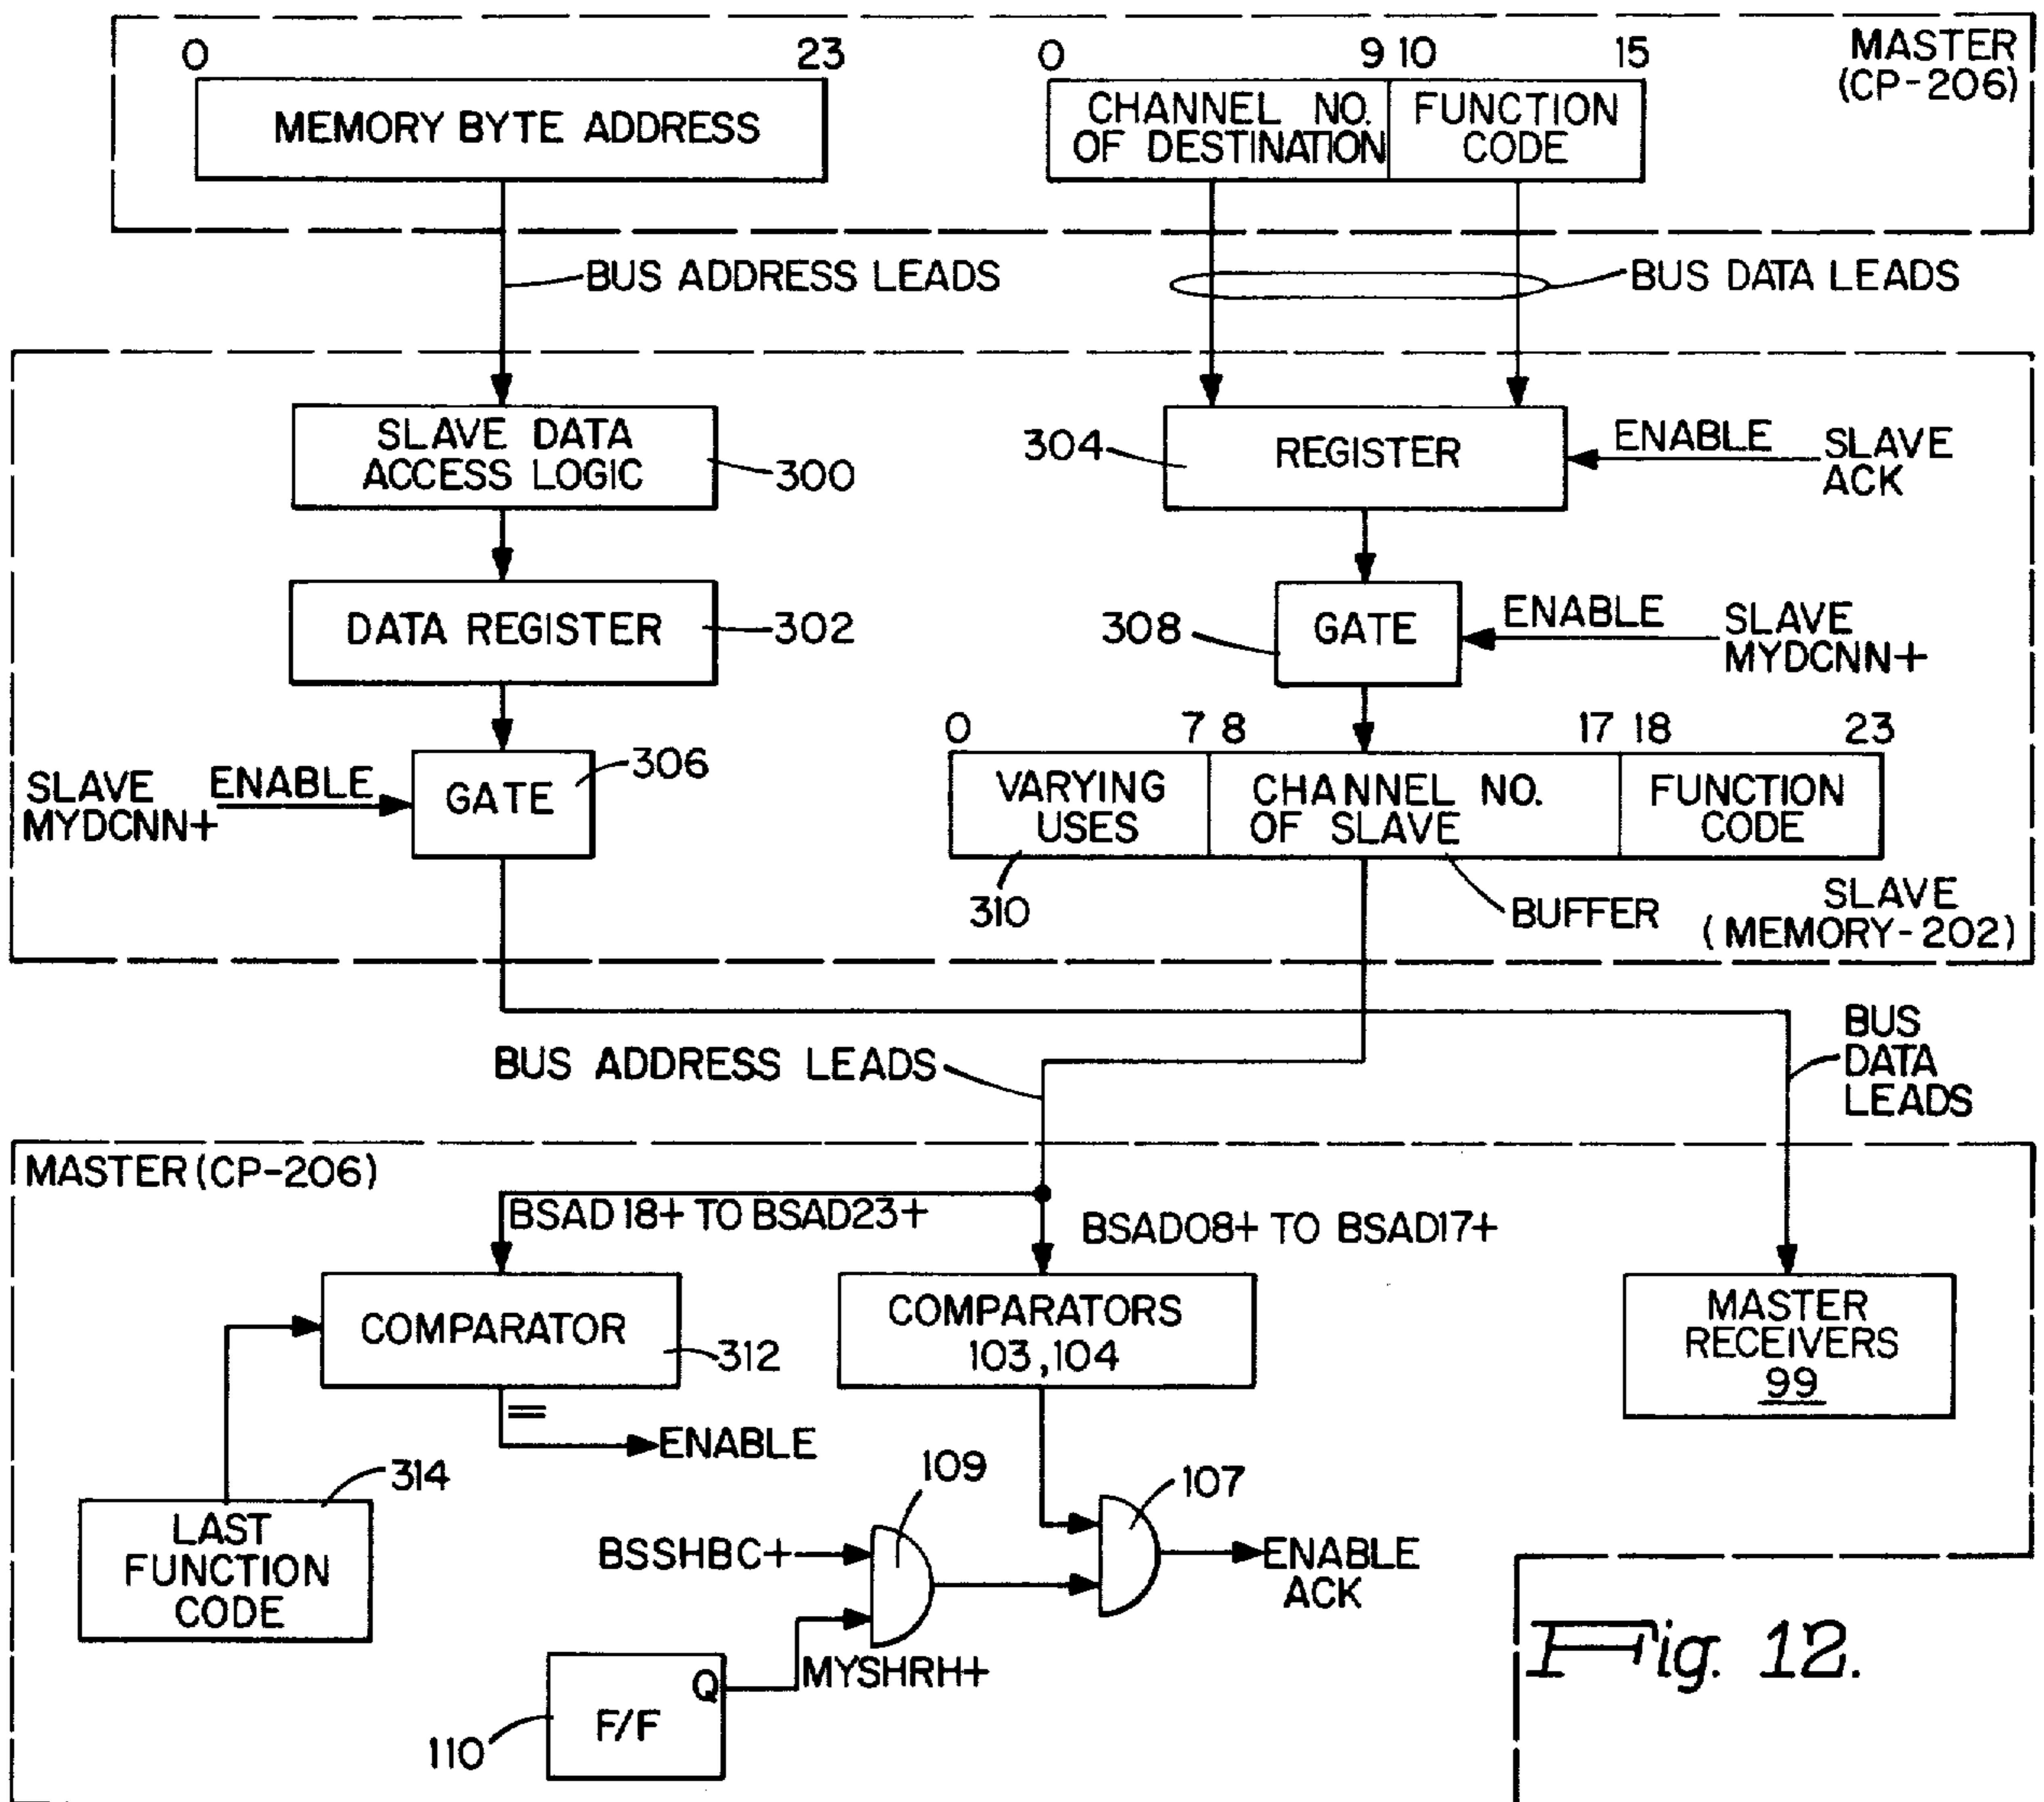 0 23 0 9 10 15
MASTER
(CP-206)
MEMORY BYTE ADDRESS
CHANNEL NO.
OF DESTINATION
FUNCTION
CODE
BUS ADDRESS LEADS
BUS DATA LEADS
SLAVE DATA
ACCESS LOGIC
300
304
REGISTER
ENABLE
SLAVE
ACK
DATA REGISTER
302
308
GATE
ENABLE
SLAVE
MYDCNN+
0 7 8 17 18 23
SLAVE
MYDCNN+
ENABLE
GATE
306
VARYING
USES
CHANNEL NO.
OF SLAVE
FUNCTION
CODE
310
BUFFER
SLAVE
(MEMORY-202)
BUS ADDRESS LEADS
BUS
DATA
LEADS
MASTER (CP-206)
BSAD18+ TO BSAD23+
BSAD08+ TO BSAD17+
COMPARATOR
312
COMPARATORS
103, 104
MASTER
RECEIVERS
99
=
ENABLE
314
LAST
FUNCTION
CODE
109
107
BSSHBC+
ENABLE
ACK
MYSHRH+
Q
F/F
110
Fig. 12.